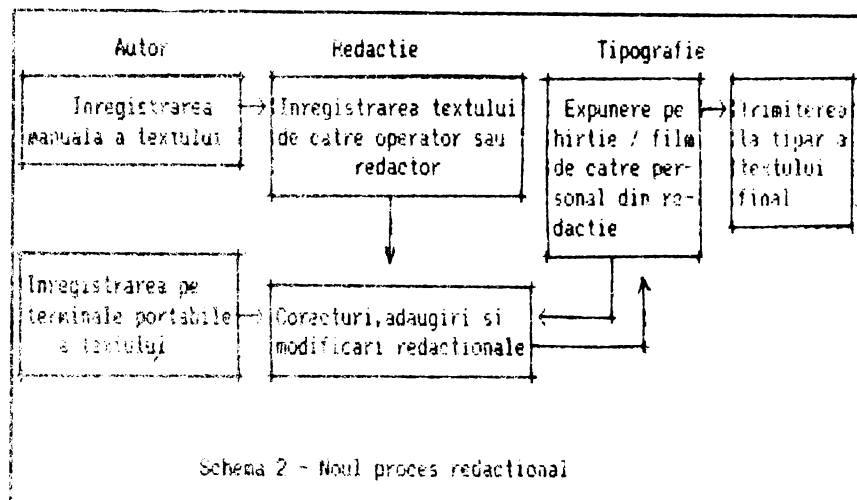 Autor
Redactie
Tipografie
Inregistrarea
manuala a textului
Inregistrarea textului
de catre operator sau
redactor
Expunere pe
hirtie / film
de catre per-
sonal din re-
dactie
Trimiterea
la tipar a
textului
final
Inregistrarea pe
terminale portabile
a textului
Corecturi,adaugiri si
modificari redactionale
Schema 2 - Noul proces redactional